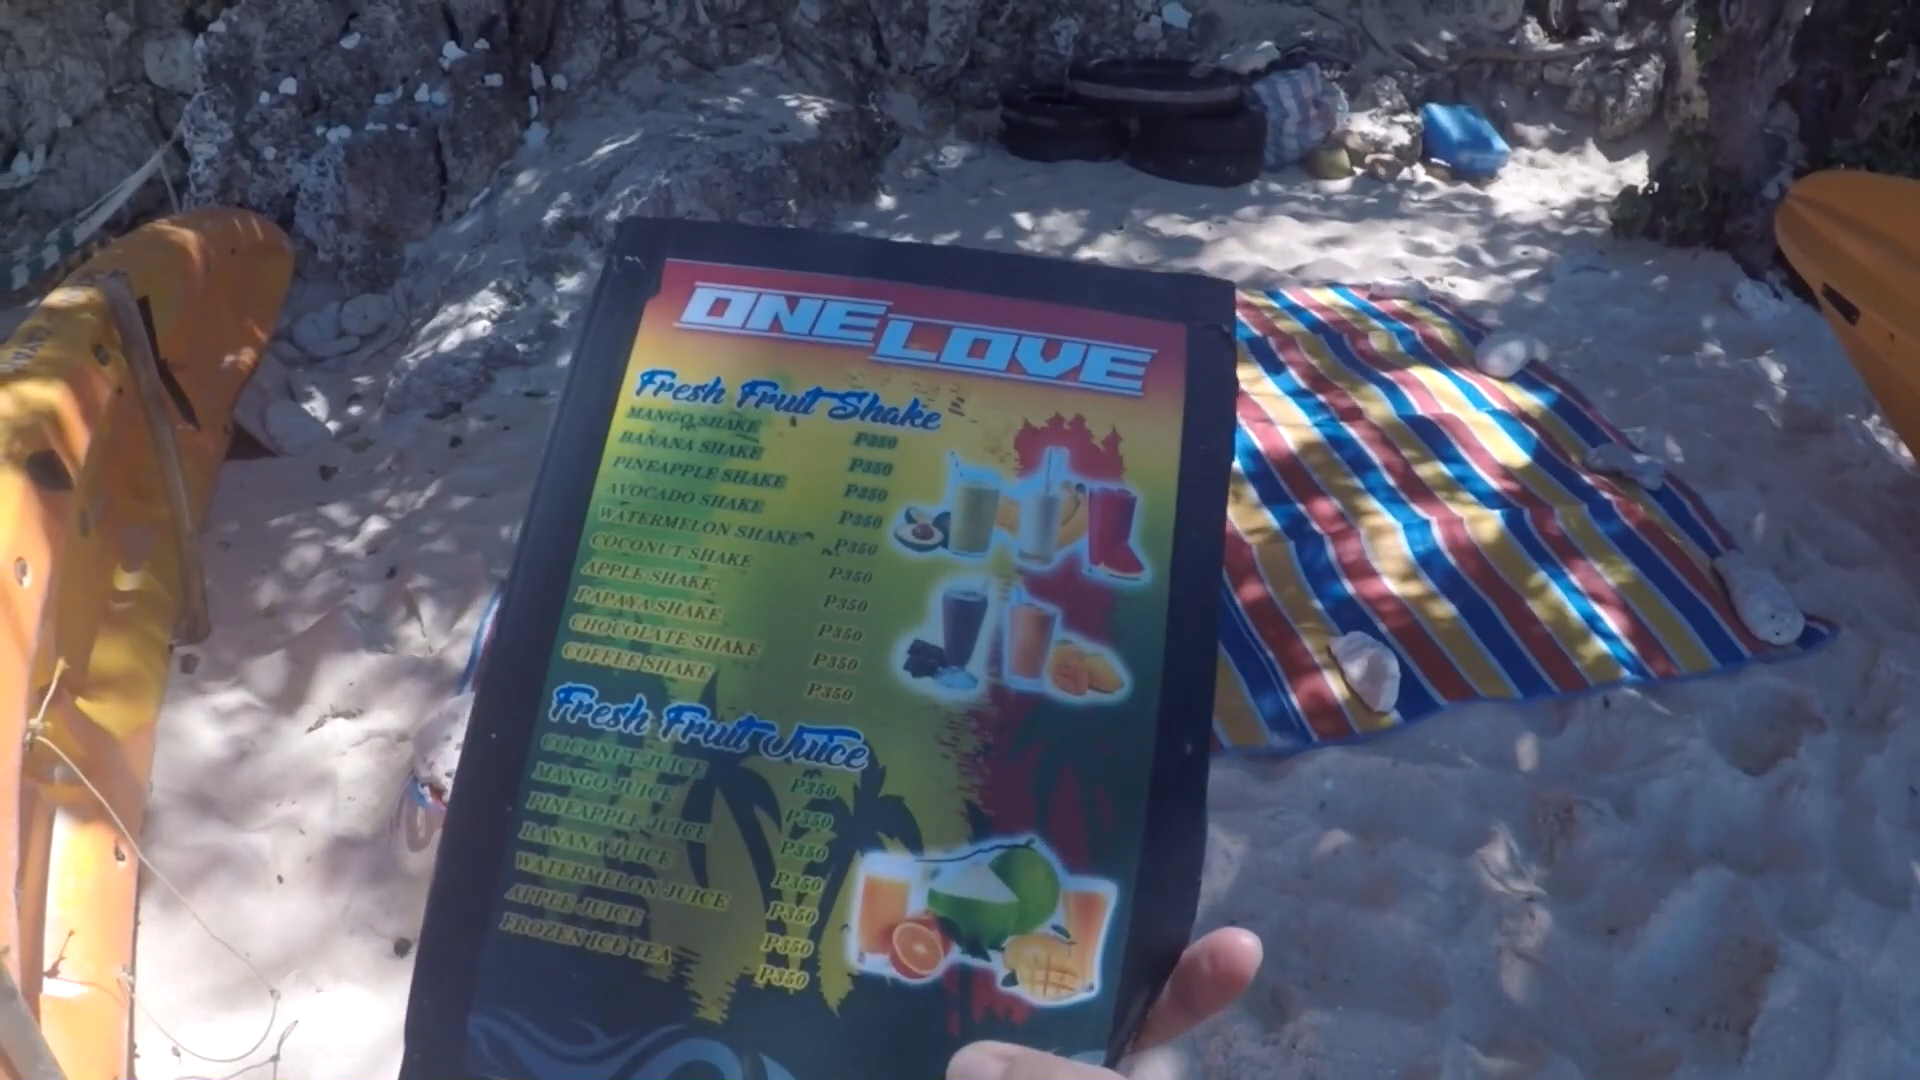 ONE LOVE
Fresh Fruit Shake
MANGO SHAKE P350
BANANA SHAKE P350
PINEAPPLE SHAKE P350
AVOCADO SHAKE P350
WATERMELON SHAKE P350
COCONUT SHAKE P350
APPLE SHAKE P350
PAPAYA SHAKE P350
CHOCOLATE SHAKE P350
COFFEE SHAKE P350
Fresh Fruit Juice
COCONUT JUICE P350
MANGO JUICE P350
PINEAPPLE JUICE P350
BANANA JUICE P350
WATERMELON JUICE P350
APPLE JUICE P350
FROZEN ICE TEA P350